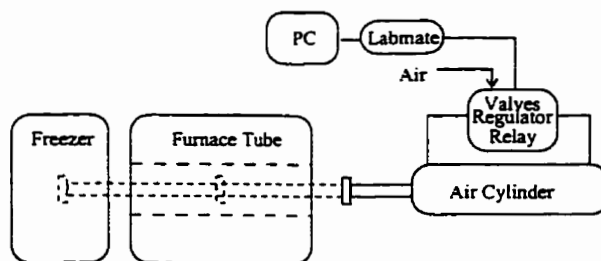 PC
Labmate
Air
Valves
Regulator
Relay
Freezer
Furnace Tube
Air Cylinder